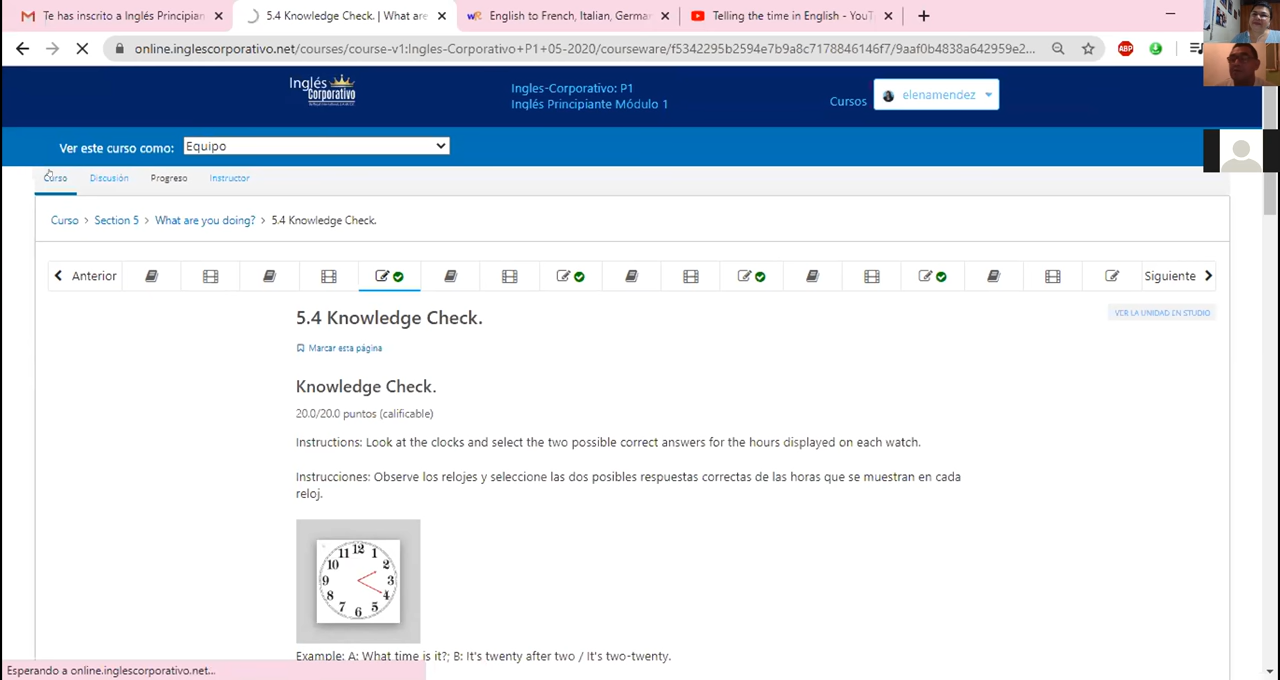 Te has inscrito a Inglés Principian
5.4 Knowledge Check. | What are
English to French, Italian, German
Telling the time in English - YouTu
online.inglescorporativo.net/courses/course-v1:Ingles-Corporativo+P1+05-2020/courseware/f5342295b2594e7b9a8c7178846146f7/9aaf0b4838a642959e2...
ABP
Inglés
Corporativo
Ingles-Corporativo: P1
Inglés Principiante Módulo 1
Cursos
elenamendez
Ver este curso como:
Equipo
Curso
Discusión
Progreso
Instructor
Curso > Section 5 > What are you doing? > 5.4 Knowledge Check.
Anterior
Siguiente
5.4 Knowledge Check.
VER LA UNIDAD EN STUDIO
Marcar esta página
Knowledge Check.
20.0/20.0 puntos (calificable)
Instructions: Look at the clocks and select the two possible correct answers for the hours displayed on each watch.
Instrucciones: Observe los relojes y seleccione las dos posibles respuestas correctas de las horas que se muestran en cada
reloj.
11 12 1
10 2
9 3
8 4
7 6 5
Example: A: What time is it?; B: It's twenty after two / It's two-twenty.
Esperando a online.inglescorporativo.net...